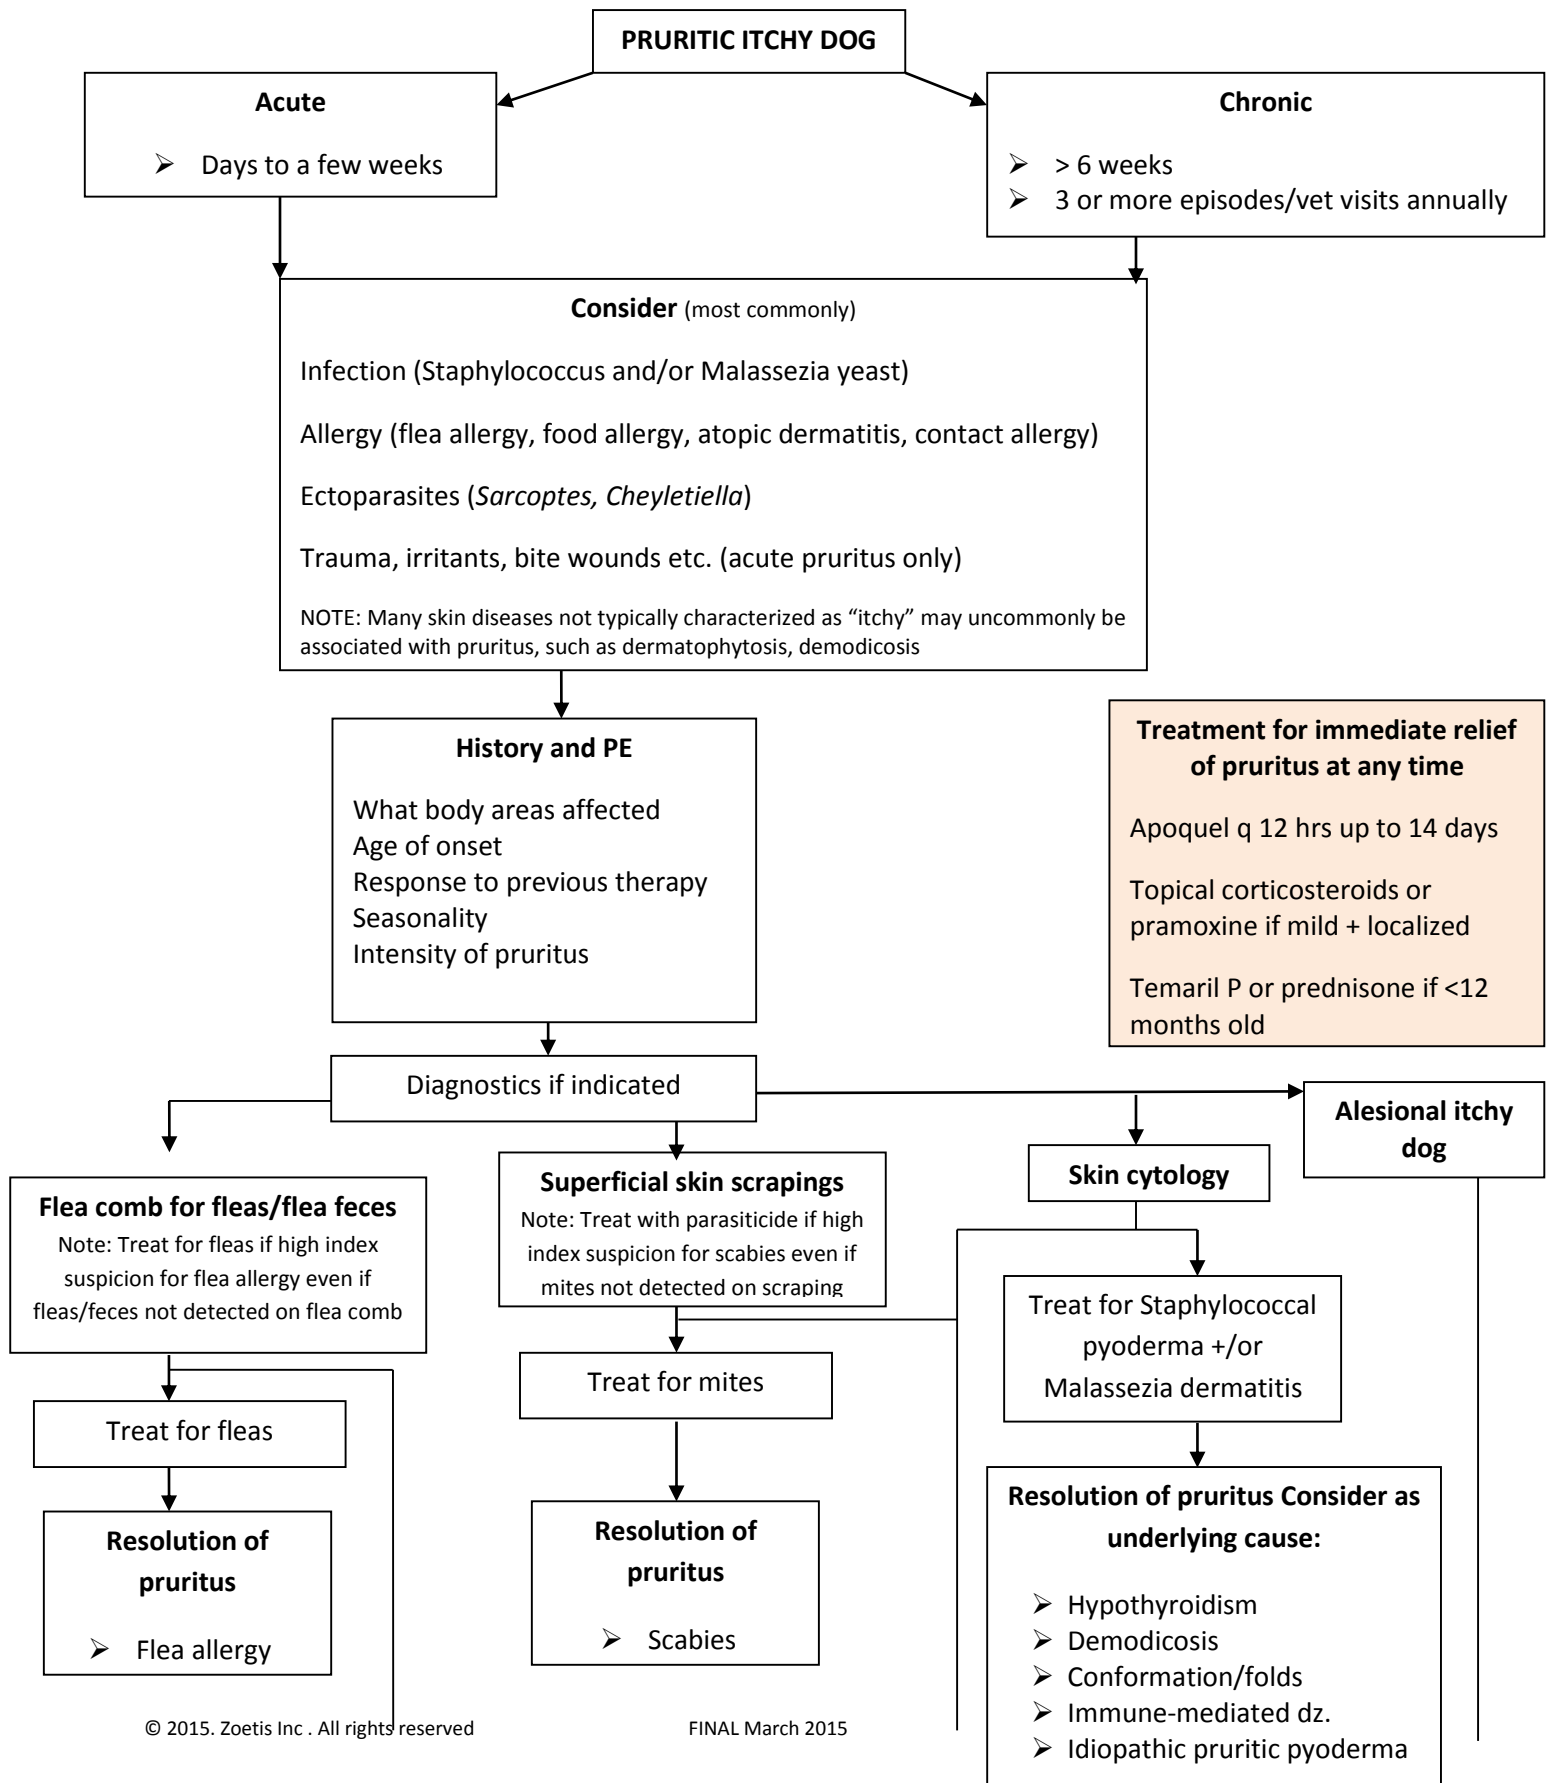 PRURITIC ITCHY DOG
Acute
➢ Days to a few weeks
Chronic
➢ > 6 weeks
➢ 3 or more episodes/vet visits annually
Consider (most commonly)
Infection (Staphylococcus and/or Malassezia yeast)
Allergy (flea allergy, food allergy, atopic dermatitis, contact allergy)
Ectoparasites (Sarcoptes, Cheyletiella)
Trauma, irritants, bite wounds etc. (acute pruritus only)
NOTE: Many skin diseases not typically characterized as “itchy” may uncommonly be
associated with pruritus, such as dermatophytosis, demodicosis
History and PE
What body areas affected
Age of onset
Response to previous therapy
Seasonality
Intensity of pruritus
Treatment for immediate relief
of pruritus at any time
Apoquel q 12 hrs up to 14 days
Topical corticosteroids or
pramoxine if mild + localized
Temaril P or prednisone if <12
months old
Diagnostics if indicated
Alesional itchy
dog
Flea comb for fleas/flea feces
Note: Treat for fleas if high index
suspicion for flea allergy even if
fleas/feces not detected on flea comb
Superficial skin scrapings
Note: Treat with parasiticide if high
index suspicion for scabies even if
mites not detected on scraping
Skin cytology
Treat for fleas
Treat for mites
Treat for Staphylococcal
pyoderma +/or
Malassezia dermatitis
Resolution of
pruritus
➢ Flea allergy
Resolution of
pruritus
➢ Scabies
Resolution of pruritus Consider as
underlying cause:
➢ Hypothyroidism
➢ Demodicosis
➢ Conformation/folds
➢ Immune-mediated dz.
➢ Idiopathic pruritic pyoderma
© 2015. Zoetis Inc . All rights reserved
FINAL March 2015